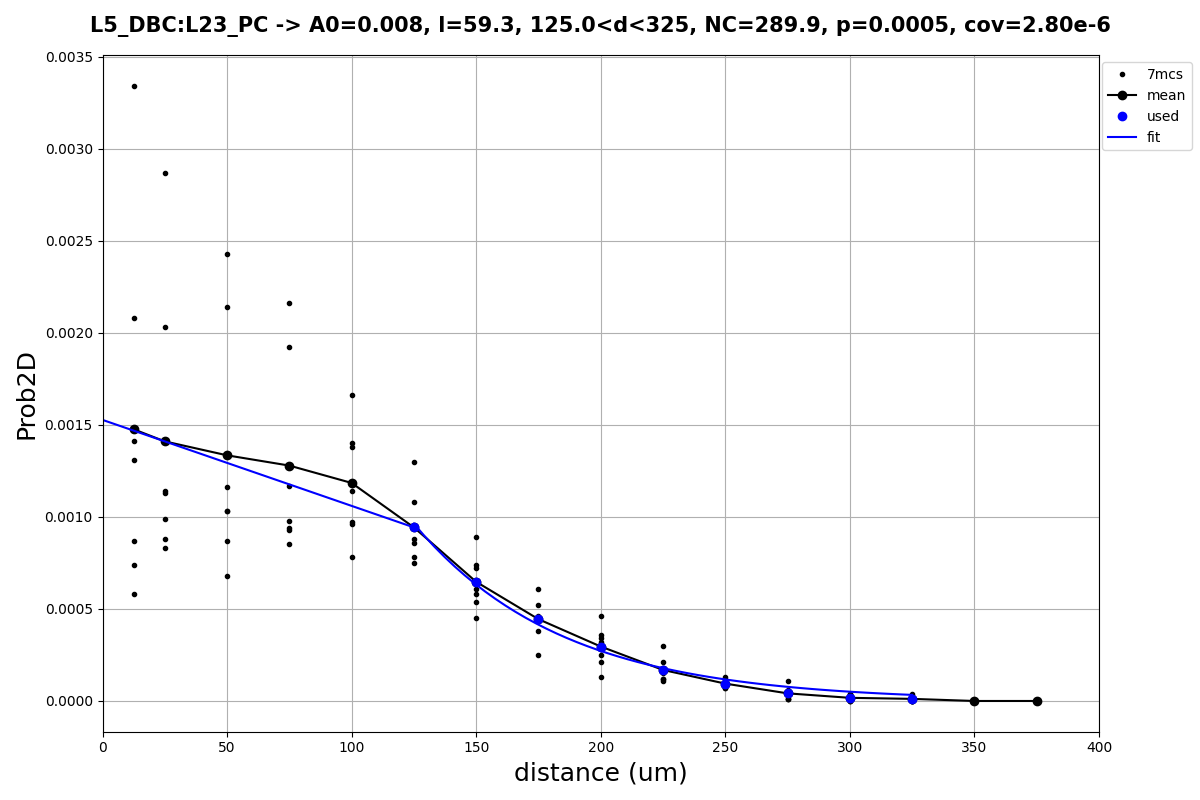 L5_DBC:L23_PC -> A0=0.008, l=59.3, 125.0<d<325, NC=289.9, p=0.0005, cov=2.80e-6
0.0035
0.0030
0.0025
0.0020
0.0015
0.0010
0.0005
0.0000
Prob2D
7mcs
mean
used
fit
0 50 100 150 200 250 300 350 400
distance (um)